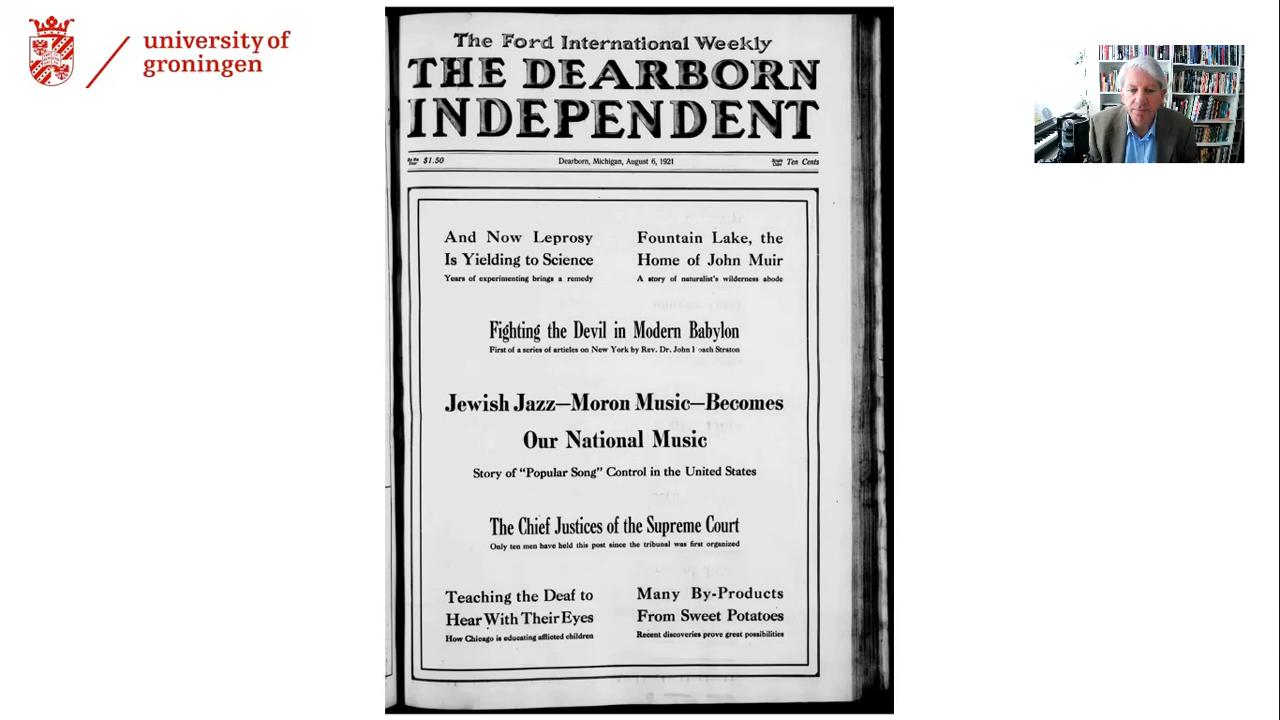 university of
groningen
The Ford International Weekly
THE DEARBORN
INDEPENDENT
$1.50
Dearborn, Michigan, August 6, 1921
Ten Cents
And Now Leprosy
Is Yielding to Science
Years of experimenting brings a remedy
Fountain Lake, the
Home of John Muir
A story of naturalist's wilderness abode
Fighting the Devil in Modern Babylon
First of a series of articles on New York by Rev. Dr. John oach Straton
Jewish Jazz—Moron Music—Becomes
Our National Music
Story of "Popular Song" Control in the United States
The Chief Justices of the Supreme Court
Only ten men have held this post since the tribunal was first organized
Teaching the Deaf to
Hear With Their Eyes
How Chicago is educating afflicted children
Many By-Products
From Sweet Potatoes
Recent discoveries prove great possibilities